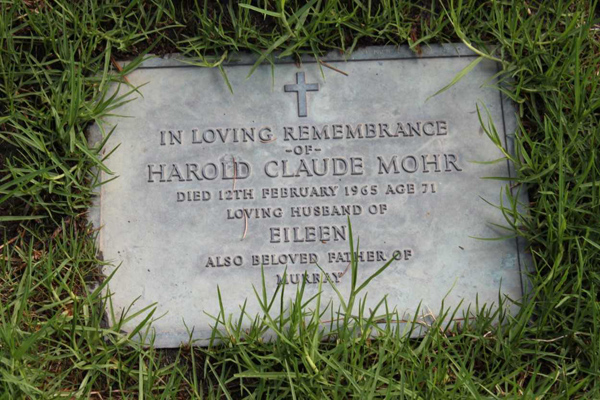 IN LOVING REMEMBRANCE
-OF-
HAROLD CLAUDE MOHR
DIED 12TH FEBRUARY 1965 AGE 71
LOVING HUSBAND OF
EILEEN
ALSO BELOVED FATHER OF
MURRAY